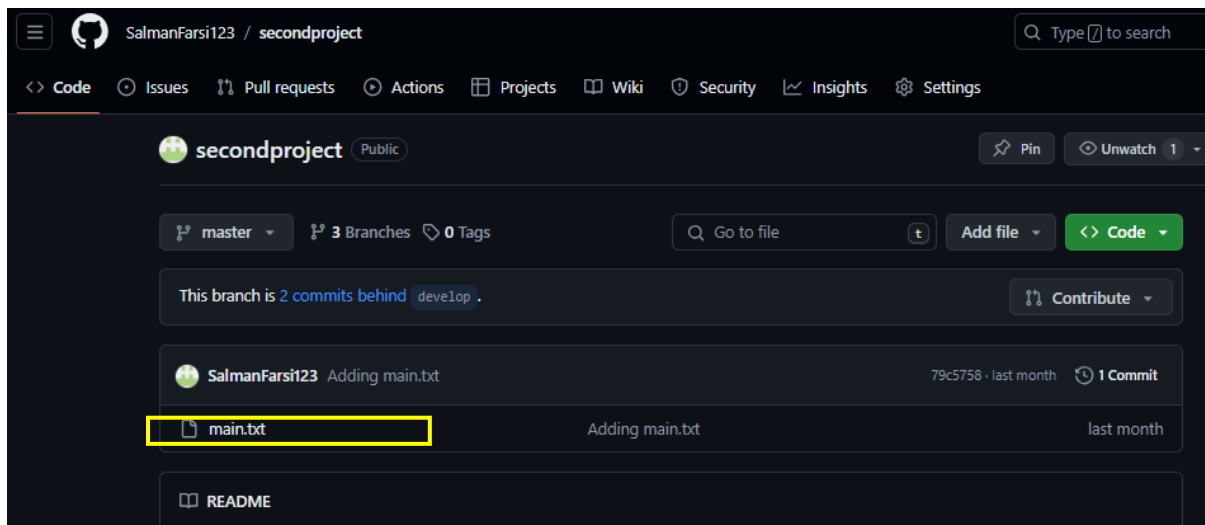 SalmanFarsi123 / secondproject
Type / to search
Code Issues Pull requests Actions Projects Wiki Security Insights Settings
secondproject Public
Pin Unwatch 1
master 3 Branches 0 Tags Go to file t Add file Code
This branch is 2 commits behind develop .
Contribute
SalmanFarsi123 Adding main.txt 79c5758 · last month 1 Commit
main.txt Adding main.txt last month
README